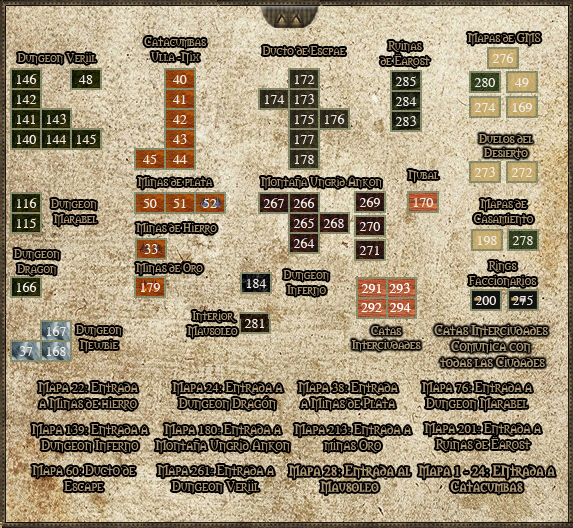 Dungeon Veriil
146 48
142
141 143
140 144 145
Catacumbas
Ulla-Nix
40
41
42
43
45 44
Ducto de Escpae
172
174 173
175 176
177
178
Ruinas
de Earost
285
284
283
Mapas de GMS
276
280 49
274 169
Duelos del
Desierto
273 272
116
115
Dungeon
Marabel
Minas de plata
50 51 52
Minas de Hierro
33
Minas de Oro
179
Montaña Ungrid Ankon
267 266 269
265 268 270
264 271
Nubal
170
Mapas de
Casamiento
198 278
Dungeon
Dragon
166
184
Dungeon
Inferno
291 293
292 294
Catas
Interciudades
Rings
Faccionarios
200 275
167
37 168
Dungeon
Newbie
Interior
Mausoleo
281
Catas Interciudades
Comunica con
todas las Ciudades
Mapa 22: Entrada
a Minas de Hierro
Mapa 24: Entrada a
Dungeon Dragón
Mapa 38: Entrada
a Minas de Plata
Mapa 76: Entrada a
Dungeon Marabel
Mapa 139: Entrada a
Dungeon Inferno
Mapa 180: Entrada a
Montaña Ungrid Ankon
Mapa 213: Entrada a
minas Oro
Mapa 201: Entrada a
Ruinas de Earost
Mapa 60: Ducto de
Escape
Mapa 261: Entrada a
Dungeon Veriil
Mapa 28: Entrada al
Mausoleo
Mapa 1 - 24: Entrada a
Catacumbas